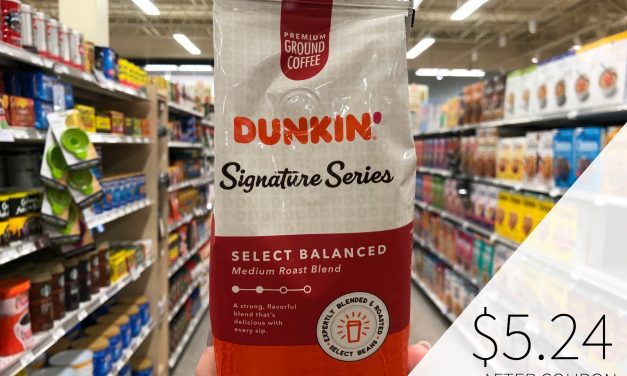 PREMIUM
GROUND
COFFEE
DUNKIN'
Signature Series
SELECT BALANCED
Medium Roast Blend
A strong, flavorful
blend that's
delicious with
every sip.
EXPERTLY BLENDED & ROASTED
• SELECT BEANS •
$5.24
AFTER COUPON